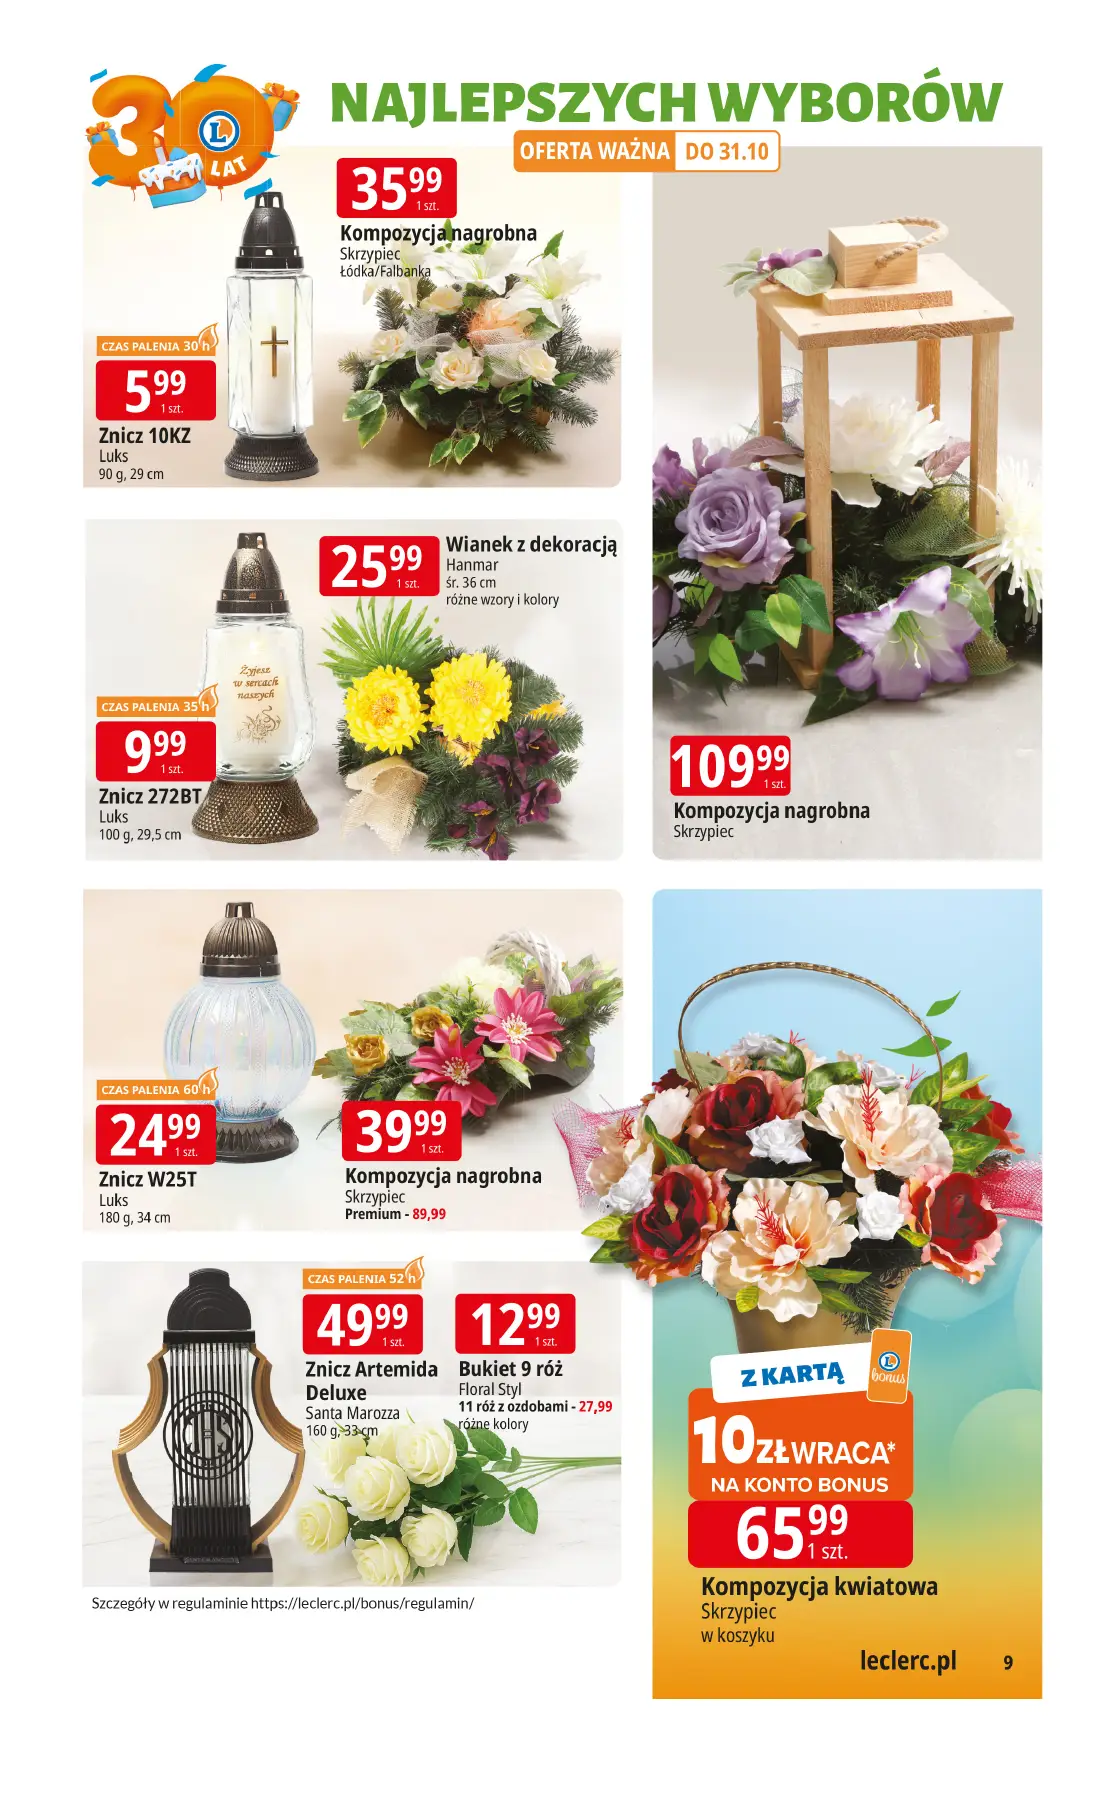 30 LAT
NAJLEPSZYCH WYBORÓW
OFERTA WAŻNA DO 31.10
35 99
1 szt.
Kompozycja nagrobna
Skrzypiec
Łódka/Falbanka
CZAS PALENIA 30 h
5 99
1 szt.
Znicz 10KZ
Luks
90 g, 29 cm
25 99
1 szt.
Wianek z dekoracją
Hanmar
śr. 36 cm
różne wzory i kolory
Żyjesz
w sercach
naszych
CZAS PALENIA 35 h
9 99
1 szt.
Znicz 272BT
Luks
100 g, 29,5 cm
109 99
1 szt.
Kompozycja nagrobna
Skrzypiec
CZAS PALENIA 60 h
24 99
1 szt.
Znicz W25T
Luks
180 g, 34 cm
39 99
1 szt.
Kompozycja nagrobna
Skrzypiec
Premium - 89,99
CZAS PALENIA 52 h
49 99
1 szt.
Znicz Artemida
Deluxe
Santa Marozza
160 g, 33 cm
12 99
1 szt.
Bukiet 9 róż
Floral Styl
11 róż z ozdobami - 27,99
różne kolory
Z KARTĄ
bonus
10 ZŁ WRACA*
NA KONTO BONUS
65 99
1 szt.
Kompozycja kwiatowa
Skrzypiec
w koszyku
Szczegóły w regulaminie https://leclerc.pl/bonus/regulamin/
leclerc.pl 9